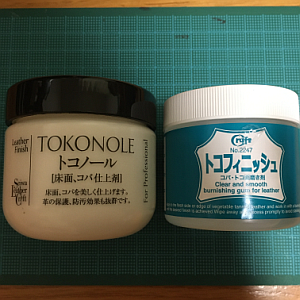 Leather Finish
TOKONOLE
トコノール
[床面、コバ仕上剤]
床面、コバを美しく仕上げます。
革の保護、防汚効果も抜群です。
For Professional
Seiwa
Leather
Craft
Craft
No.2247
トコフィニッシュ
コバ・トコ面磨き剤
Clear and smooth
burnishing gum for leather